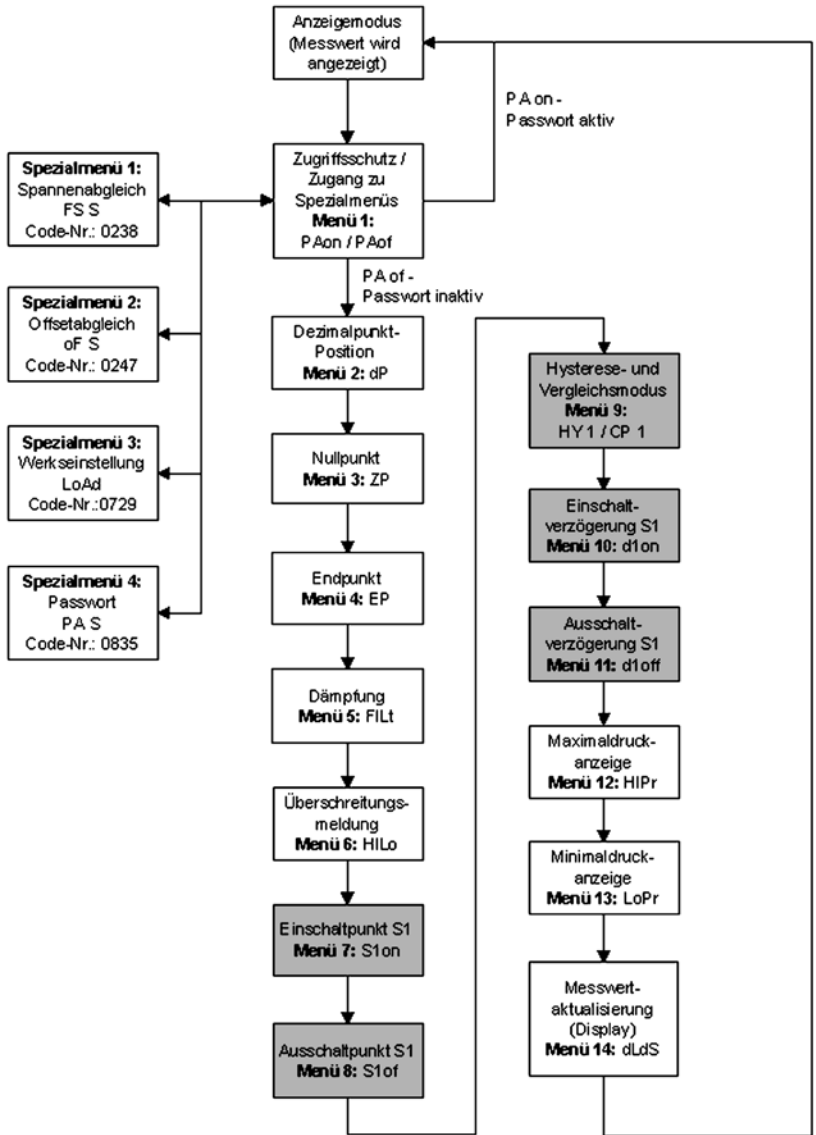 Anzeigemodus
(Messwert wird
angezeigt)
PAon -
Passwort aktiv
Zugriffsschutz /
Zugang zu
Spezialmenüs
Menü 1:
PAon / PAof
Spezialmenü 1:
Spannenabgleich
FS S
Code-Nr.: 0238
Spezialmenü 2:
Offsetabgleich
oF S
Code-Nr.: 0247
Spezialmenü 3:
Werkseinstellung
LoAd
Code-Nr.:0729
Spezialmenü 4:
Passwort
PA S
Code-Nr.: 0835
PAof -
Passwort inaktiv
Dezimalpunkt-
Position
Menü 2: dP
Nullpunkt
Menü 3: ZP
Endpunkt
Menü 4: EP
Dämpfung
Menü 5: FILt
Überschreitungs-
meldung
Menü 6: HILo
Einschaltpunkt S1
Menü 7: S1on
Ausschaltpunkt S1
Menü 8: S1of
Hysterese- und
Vergleichsmodus
Menü 9:
HY 1 / CP 1
Einschalt-
verzögerung S1
Menü 10: d1on
Ausschalt-
verzögerung S1
Menü 11: d1off
Maximaldruck-
anzeige
Menü 12: HIPr
Minimaldruck-
anzeige
Menü 13: LoPr
Messwert-
aktualisierung
(Display)
Menü 14: dLdS